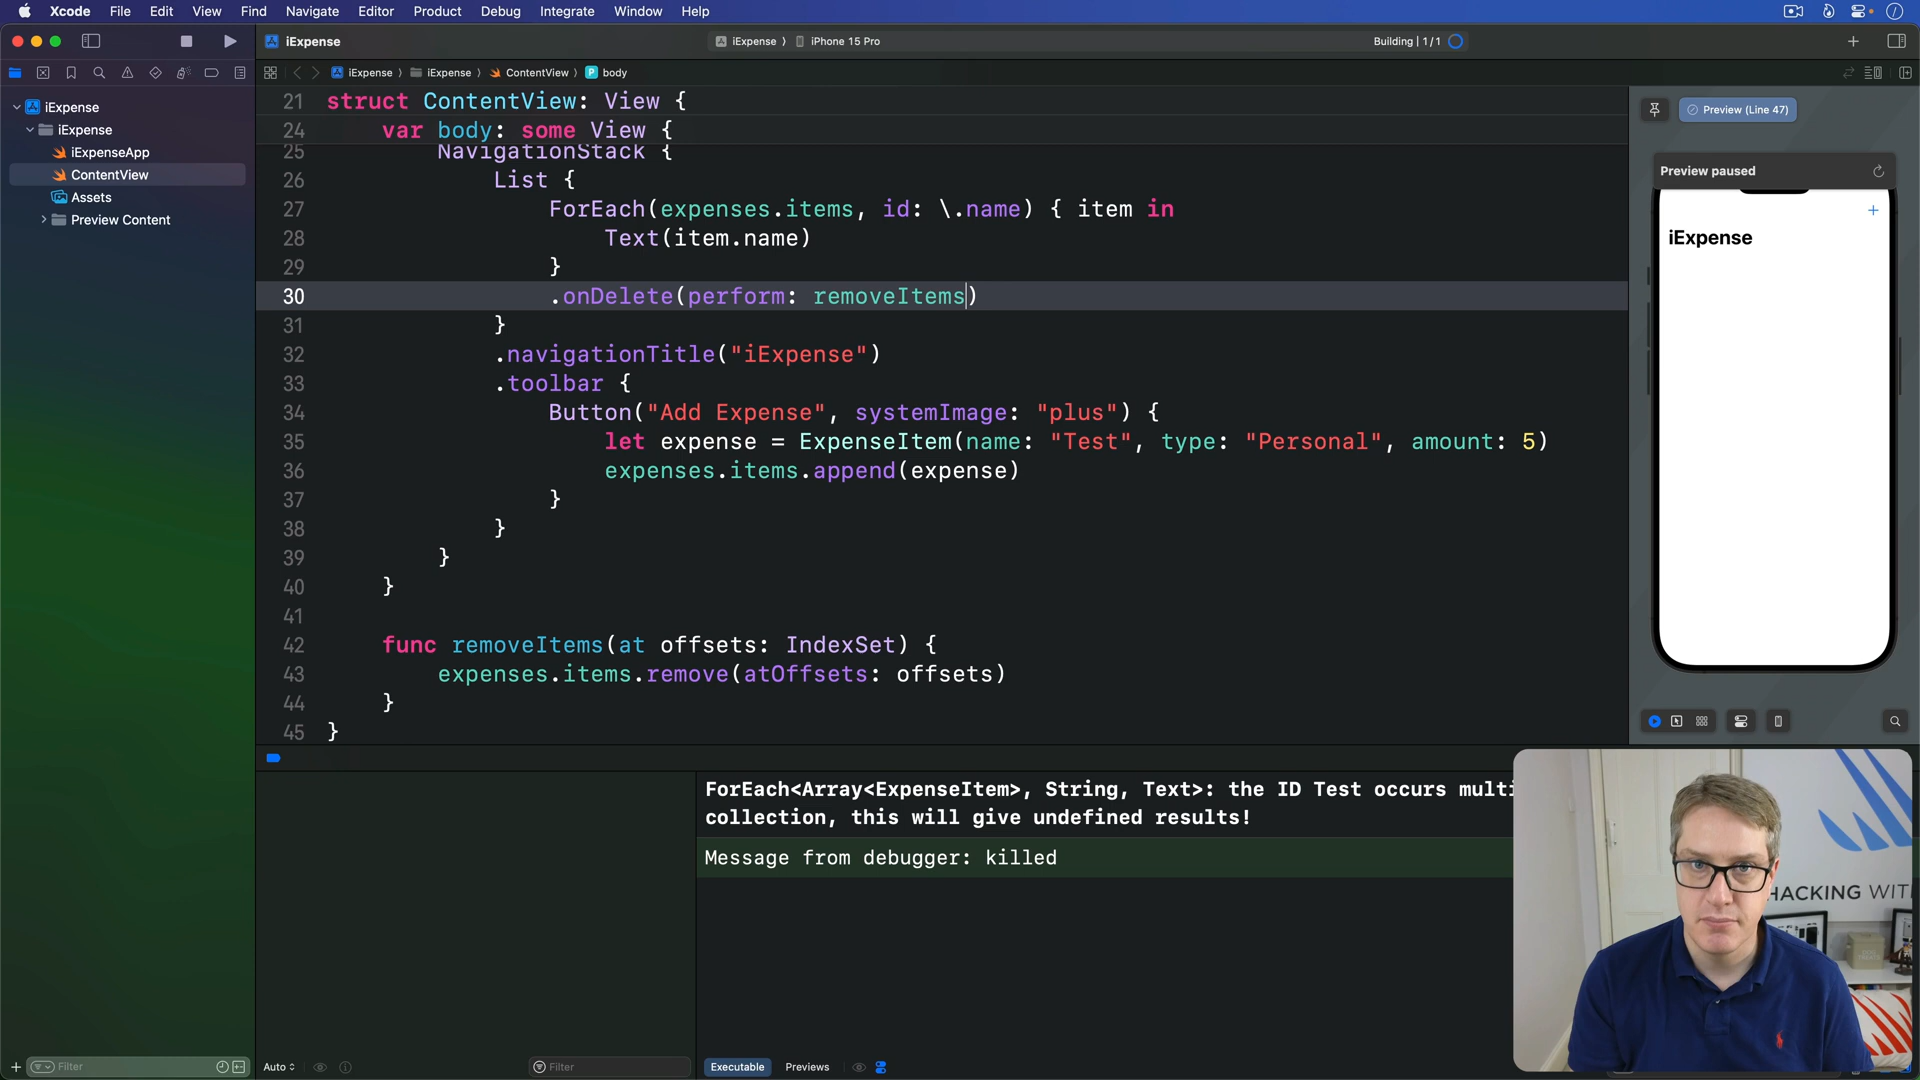 Xcode File Edit View Find Navigate Editor Product Debug Integrate Window Help
iExpense
iExpense 〉 iPhone 15 Pro
Building | 1/1
iExpense 〉 iExpense 〉 ContentView 〉 P body
iExpense
iExpense
iExpenseApp
ContentView
Assets
Preview Content
21 struct ContentView: View {
24 var body: some View {
25 NavigationStack {
26 List {
27 ForEach(expenses.items, id: \.name) { item in
28 Text(item.name)
29 }
30 .onDelete(perform: removeItems)
31 }
32 .navigationTitle("iExpense")
33 .toolbar {
34 Button("Add Expense", systemImage: "plus") {
35 let expense = ExpenseItem(name: "Test", type: "Personal", amount: 5)
36 expenses.items.append(expense)
37 }
38 }
39 }
40 }
41
42 func removeItems(at offsets: IndexSet) {
43 expenses.items.remove(atOffsets: offsets)
44 }
45 }
Preview (Line 47)
Preview paused
iExpense
ForEach<Array<ExpenseItem>, String, Text>: the ID Test occurs multi
collection, this will give undefined results!
Message from debugger: killed
HACKING WIT
Filter
Auto
Filter
Executable Previews